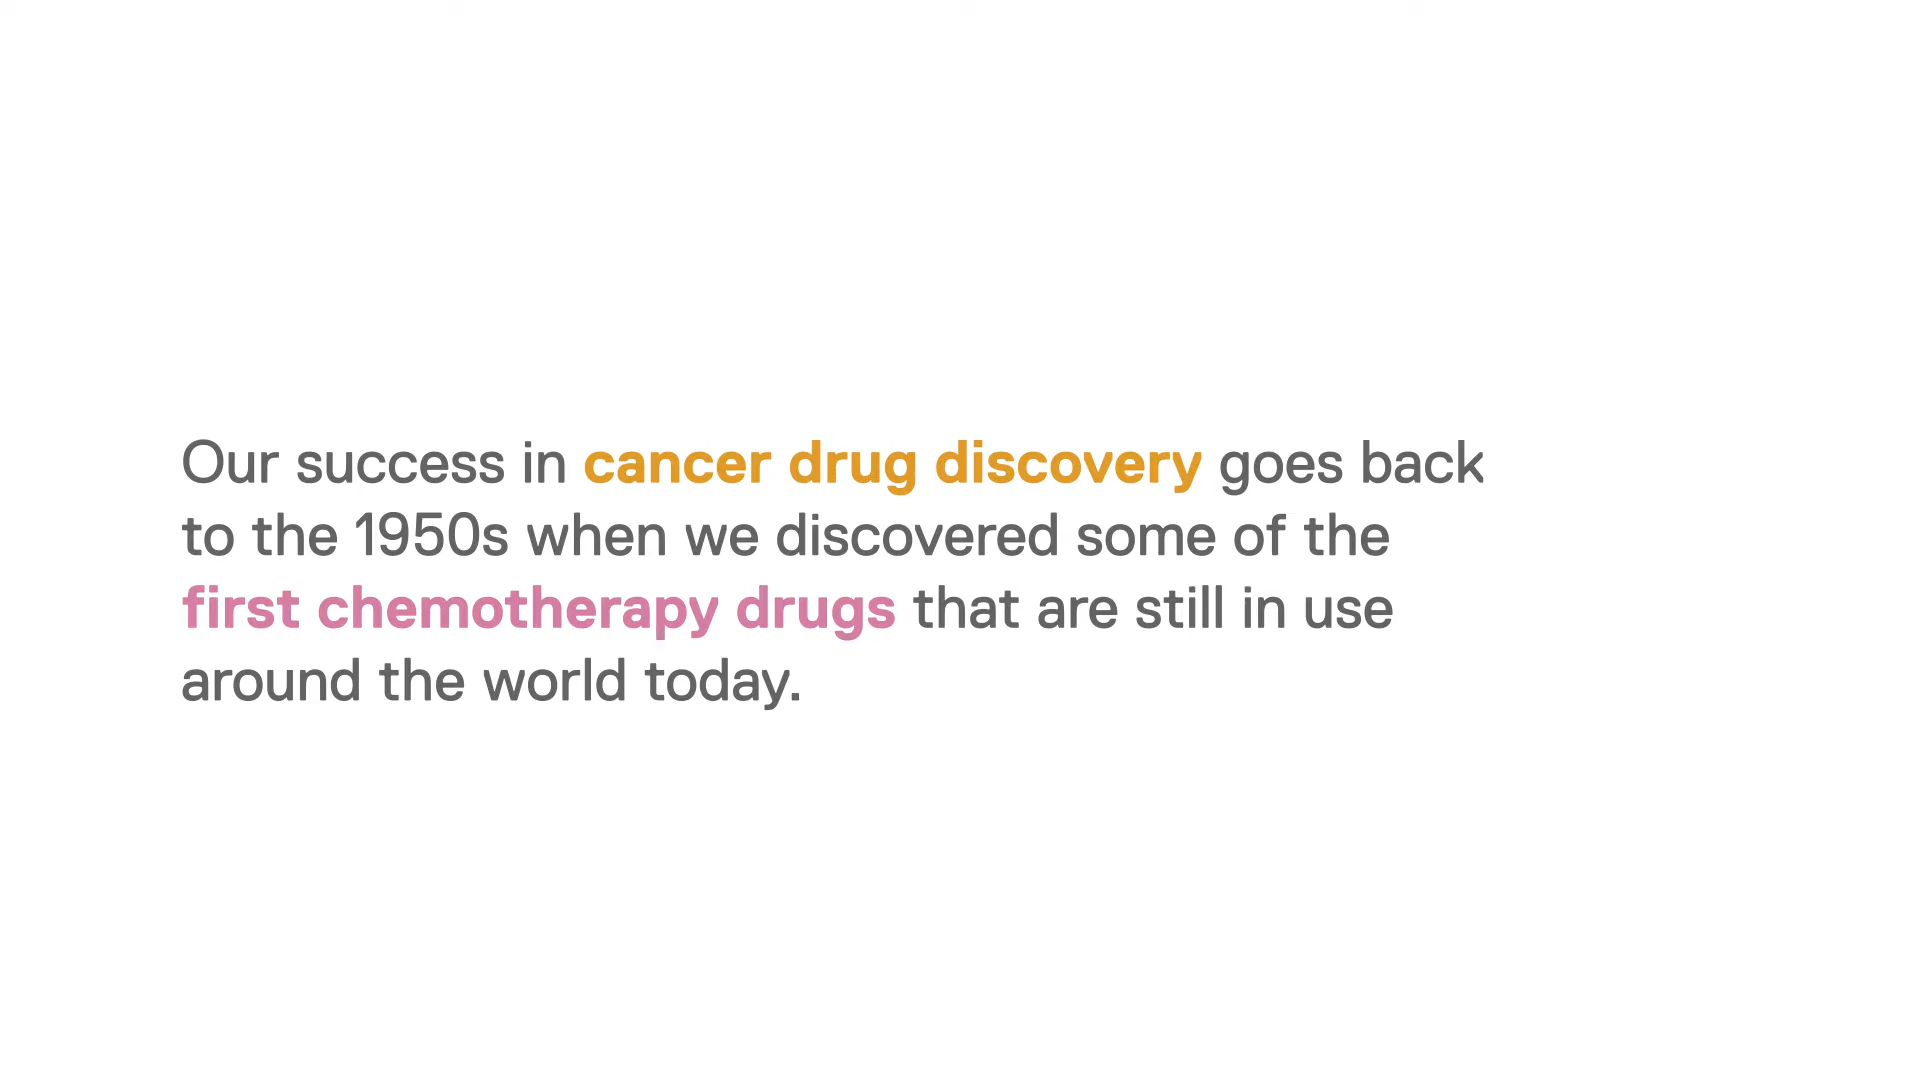 Our success in cancer drug discovery goes back
to the 1950s when we discovered some of the
first chemotherapy drugs that are still in use
around the world today.